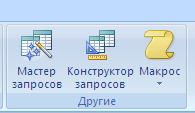 Мастер запросов
Конструктор запросов
Макрос
Другие